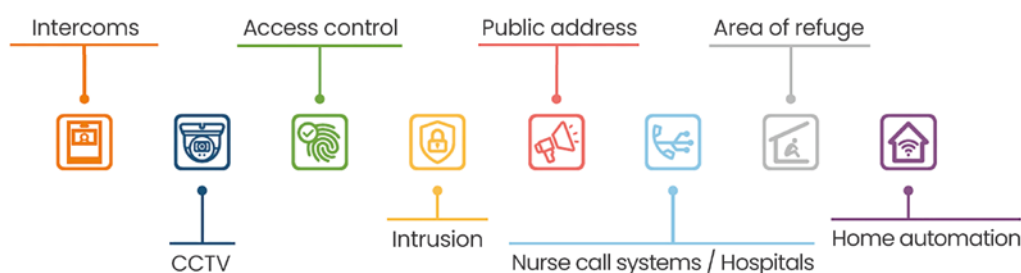 Intercoms
Access control
Public address
Area of refuge
CCTV
Intrusion
Nurse call systems / Hospitals
Home automation